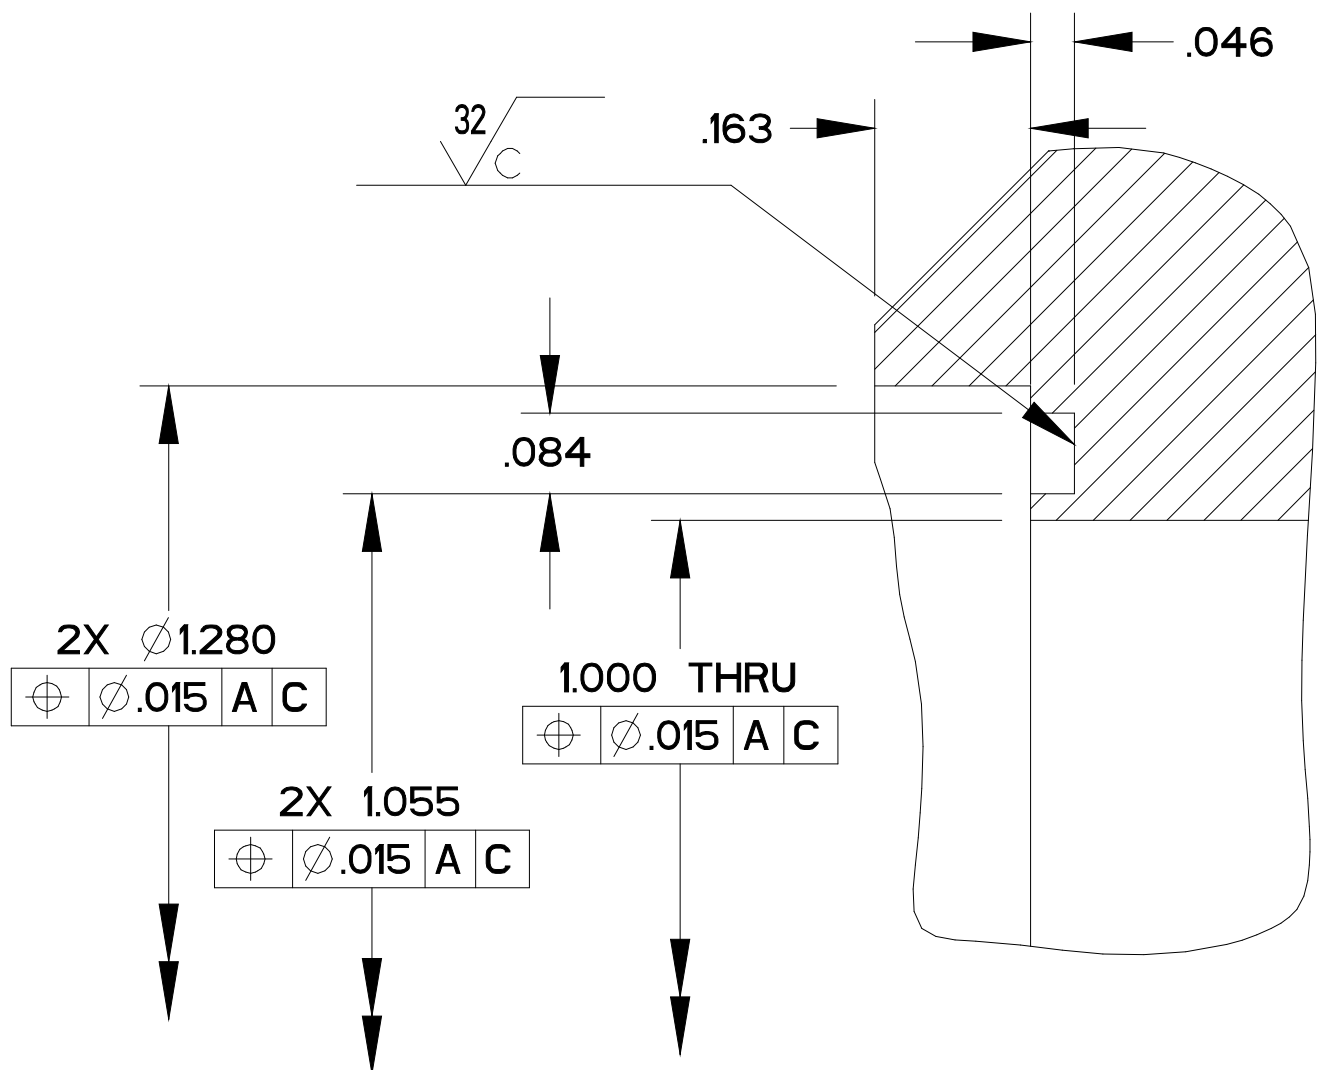 .046
.163
32
C
.084
2X ⌀1.280
⌖ ⌀.015 A C
1.000 THRU
⌖ ⌀.015 A C
2X 1.055
⌖ ⌀.015 A C